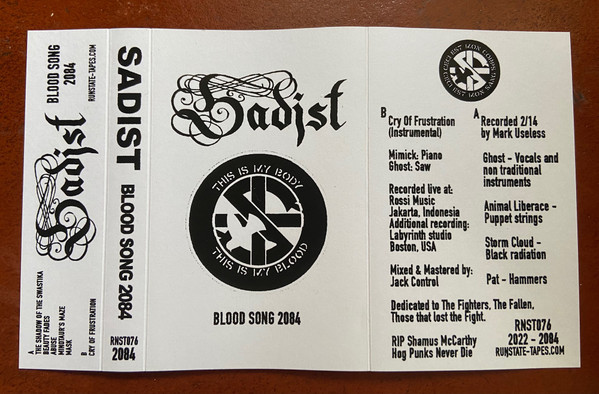 BLOOD SONG
2084
RUNSTATE-TAPES.COM
Sadist
A
THE SHADOW OF THE SWASTIKA
BEAUTY FADES
ABUSE
MINOTAUR'S MAZE
MASK
B
CRY OF FRUSTRATION
SADIST BLOOD SONG 2084
RNST076
2084
Sadist
THIS IS MY BODY
THIS IS MY BLOOD
BLOOD SONG 2084
B
Cry Of Frustration
(Instrumental)
Mimick: Piano
Ghost: Saw
Recorded live at:
Rossi Music
Jakarta, Indonesia
Additional recording:
Labyrinth studio
Boston, USA
Mixed & Mastered by:
Jack Control
A
Recorded 2/14
by Mark Useless
Ghost - Vocals and
non traditional
instruments
Animal Liberace -
Puppet strings
Storm Cloud -
Black radiation
Pat - Hammers
Dedicated to The Fighters, The Fallen,
Those that lost the Fight.
RIP Shamus McCarthy
Hog Punks Never Die
RNST076
2022 - 2084
RUNSTATE-TAPES.COM